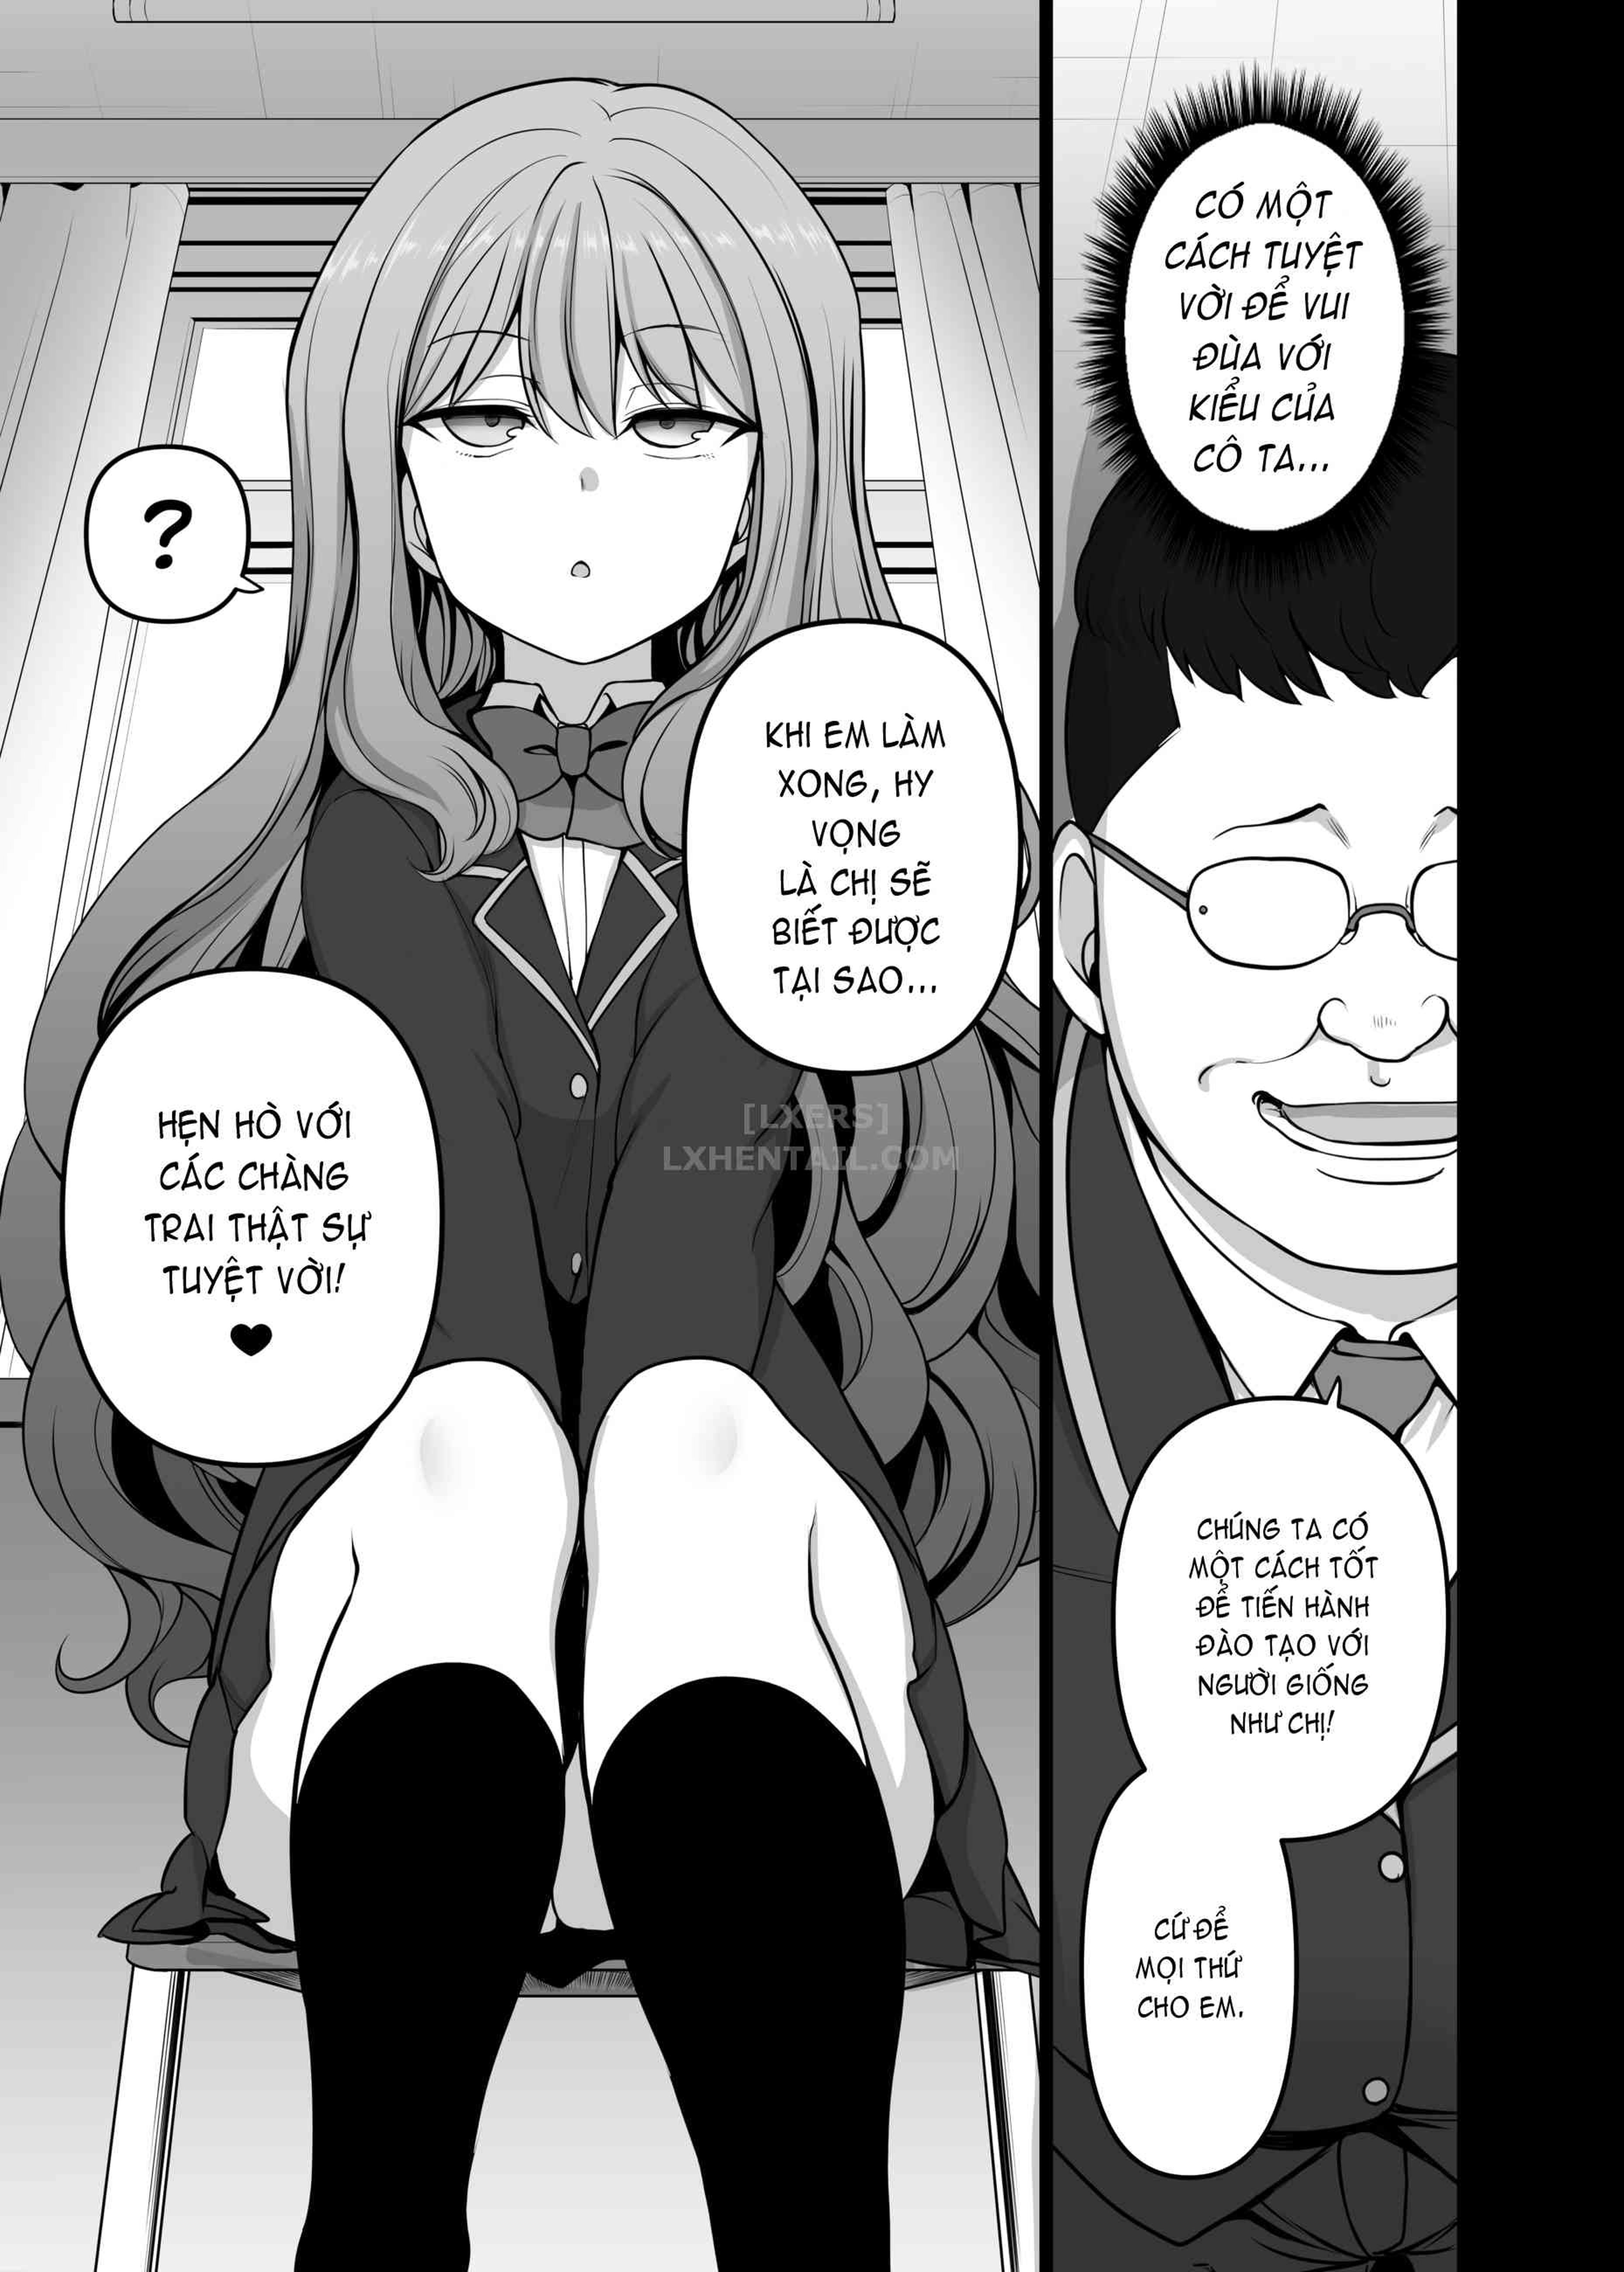 CÓ MỘT
CÁCH TUYỆT
VỜI ĐỂ VUI
ĐÙA VỚI
KIỂU CỦA
CÔ TA...
CHÚNG TA CÓ
MỘT CÁCH TỐT
ĐỂ TIẾN HÀNH
ĐÀO TẠO VỚI
NGƯỜI GIỐNG
NHƯ CHỊ!
CỨ ĐỂ
MỌI THỨ
CHO EM.
?
KHI EM LÀM
XONG, HY
VỌNG
LÀ CHỊ SẼ
BIẾT ĐƯỢC
TẠI SAO...
HẸN HÒ VỚI
CÁC CHÀNG
TRAI THẬT SỰ
TUYỆT VỜI!
[LXERS]
LXHENTAIL.COM